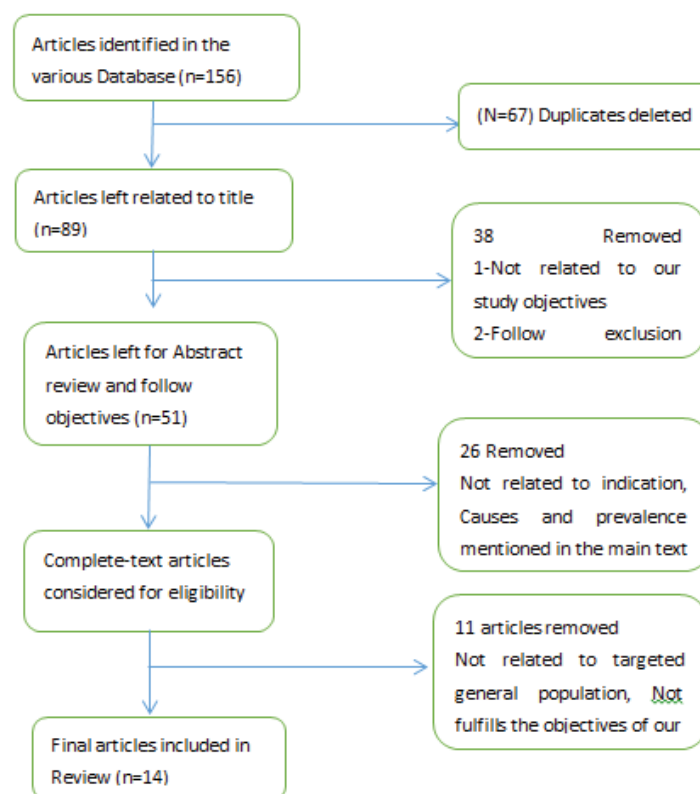 Articles identified in the
various Database (n=156)
(N=67) Duplicates deleted
Articles left related to title
(n=89)
38 Removed
1-Not related to our
study objectives
2-Follow exclusion
Articles left for Abstract
review and follow
objectives (n=51)
26 Removed
Not related to indication,
Causes and prevalence
mentioned in the main text
Complete-text articles
considered for eligibility
11 articles removed
Not related to targeted
general population, Not
fulfills the objectives of our
Final articles included in
Review (n=14)